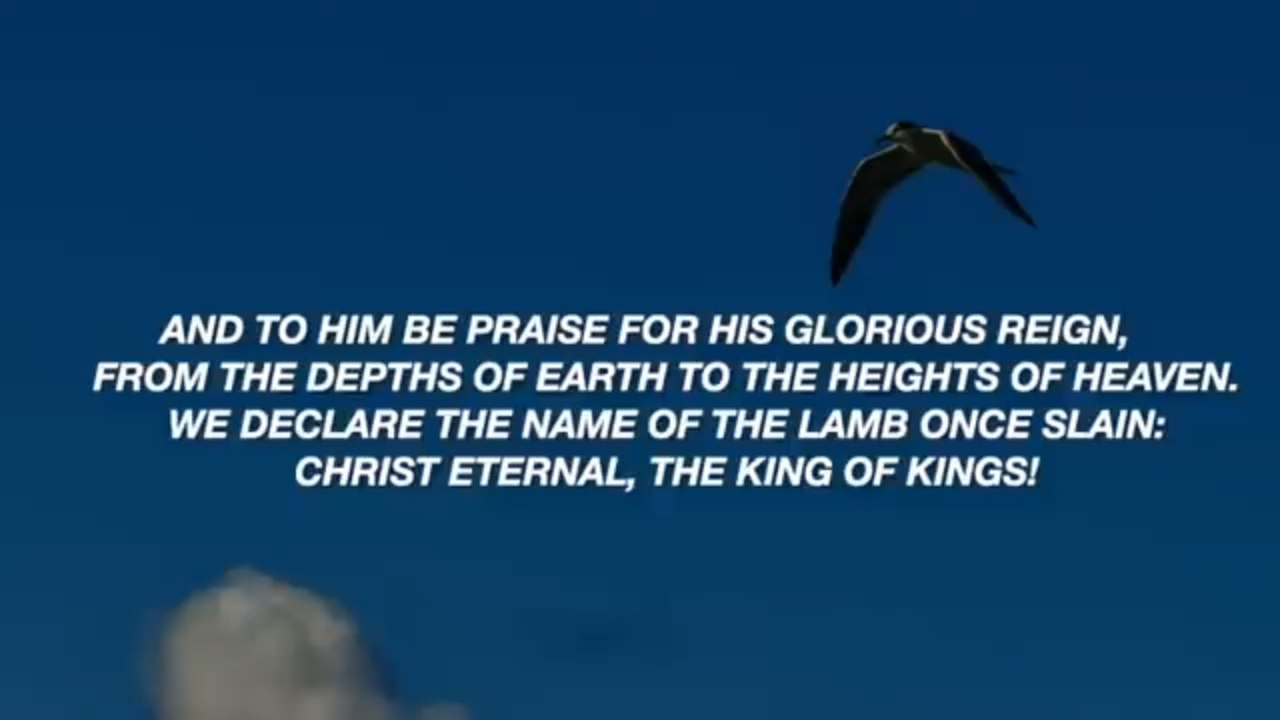 AND TO HIM BE PRAISE FOR HIS GLORIOUS REIGN,
FROM THE DEPTHS OF EARTH TO THE HEIGHTS OF HEAVEN.
WE DECLARE THE NAME OF THE LAMB ONCE SLAIN:
CHRIST ETERNAL, THE KING OF KINGS!